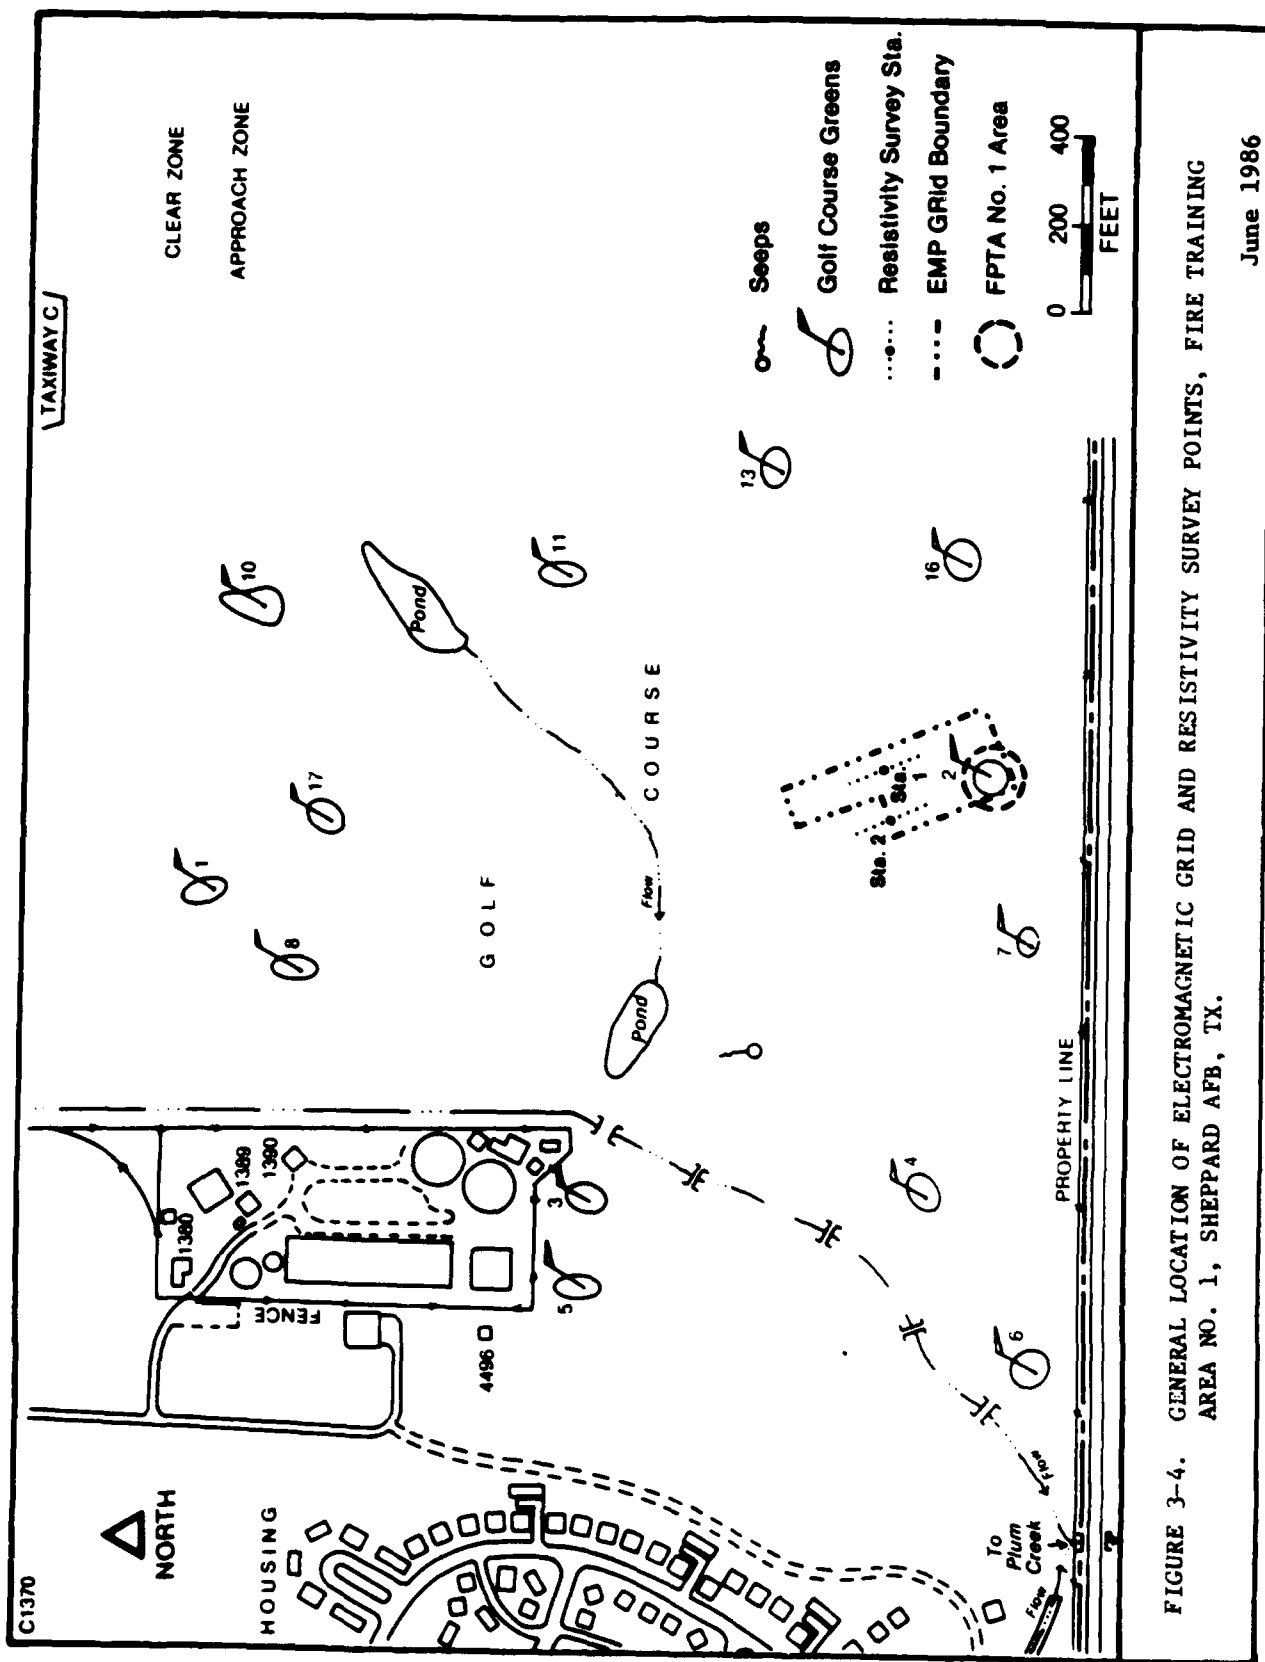 C1370
NORTH
HOUSING
TAXIWAY C
CLEAR ZONE
APPROACH ZONE
1380
1389
1390
FENCE
4496
3
5
8
1
17
10
Pond
11
GOLF
COURSE
Flow
Pond
13
16
Sta. 2
Sta. 1
2
7
4
6
PROPERTY LINE
Flow
To
Plum
Creek
Flow
Seeps
Golf Course Greens
Resistivity Survey Sta.
EMP GRid Boundary
FPTA No. 1 Area
0 200 400
FEET
FIGURE 3-4. GENERAL LOCATION OF ELECTROMAGNETIC GRID AND RESISTIVITY SURVEY POINTS, FIRE TRAINING
AREA NO. 1, SHEPPARD AFB, TX.
June 1986